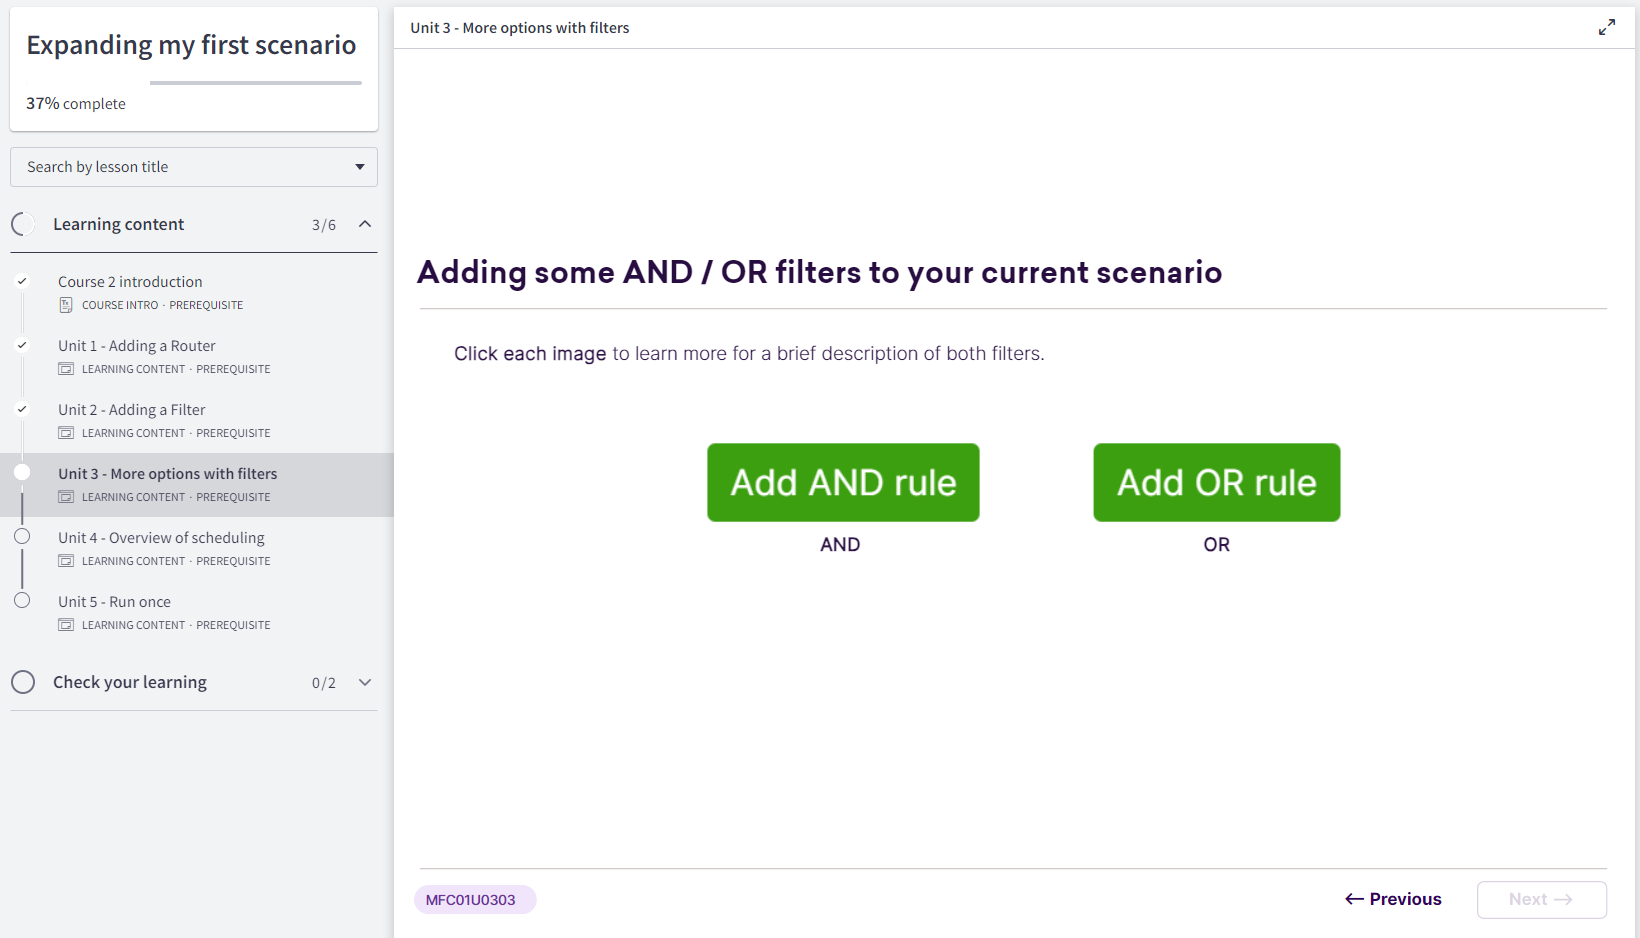 Expanding my first scenario
37% complete
Search by lesson title
Learning content 3/6
Course 2 introduction
COURSE INTRO · PREREQUISITE
Unit 1 - Adding a Router
LEARNING CONTENT · PREREQUISITE
Unit 2 - Adding a Filter
LEARNING CONTENT · PREREQUISITE
Unit 3 - More options with filters
LEARNING CONTENT · PREREQUISITE
Unit 4 - Overview of scheduling
LEARNING CONTENT · PREREQUISITE
Unit 5 - Run once
LEARNING CONTENT · PREREQUISITE
Check your learning 0/2
Unit 3 - More options with filters
Adding some AND / OR filters to your current scenario
Click each image to learn more for a brief description of both filters.
Add AND rule
AND
Add OR rule
OR
MFC01U0303
← Previous
Next →